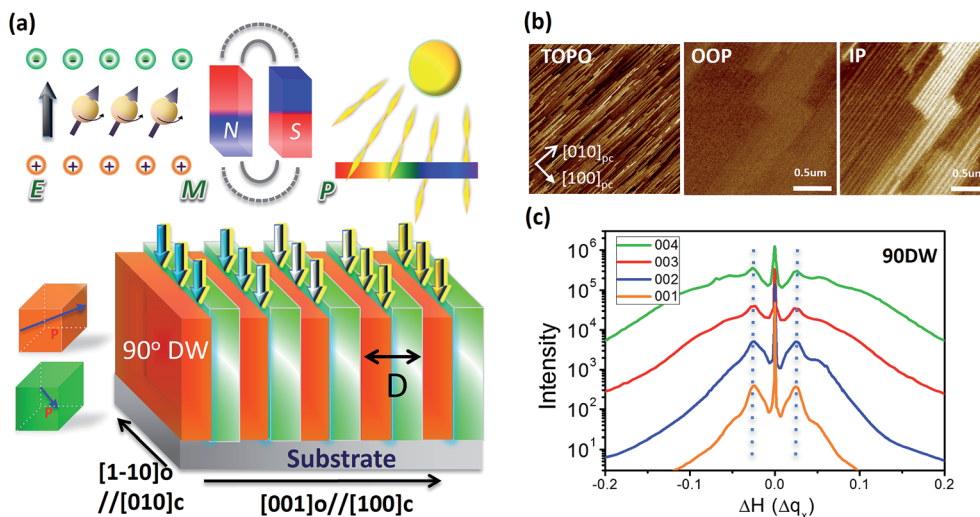 (a)
E
M
N
S
P
P
P
90° DW
D
Substrate
[1-10]o
//[010]c
[001]o//[100]c
(b)
TOPO
OOP
IP
[010]pc
[100]pc
0.5um
0.5um
(c)
90DW
004
003
002
001
Intensity
10⁶
10⁵
10⁴
10³
10²
10¹
-0.2
-0.1
0.0
0.1
0.2
ΔH (Δqₓ)